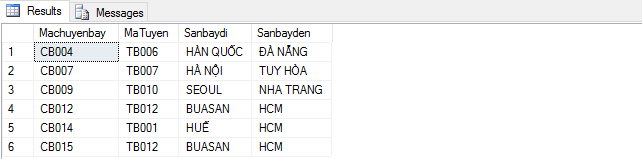 Results Messages
Machuyenbay MaTuyen Sanbaydi Sanbayden
1 CB004 TB006 HÀN QUỐC ĐÀ NẴNG
2 CB007 TB007 HÀ NỘI TUY HÒA
3 CB009 TB010 SEOUL NHA TRANG
4 CB012 TB012 BUASAN HCM
5 CB014 TB001 HUẾ HCM
6 CB015 TB012 BUASAN HCM